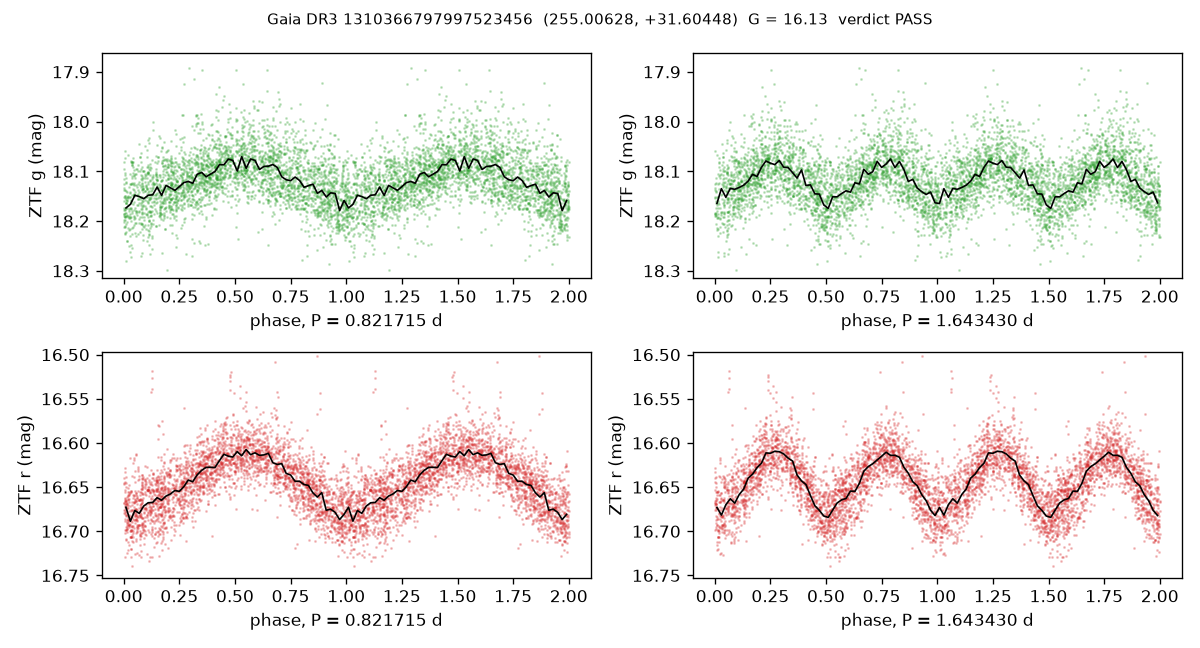 Gaia DR3 1310366797997523456  (255.00628, +31.60448)  G = 16.13  verdict PASS
ZTF g (mag)
17.9
18.0
18.1
18.2
18.3
0.00 0.25 0.50 0.75 1.00 1.25 1.50 1.75 2.00
phase, P = 0.821715 d
ZTF g (mag)
17.9
18.0
18.1
18.2
18.3
0.00 0.25 0.50 0.75 1.00 1.25 1.50 1.75 2.00
phase, P = 1.643430 d
ZTF r (mag)
16.50
16.55
16.60
16.65
16.70
16.75
0.00 0.25 0.50 0.75 1.00 1.25 1.50 1.75 2.00
phase, P = 0.821715 d
ZTF r (mag)
16.50
16.55
16.60
16.65
16.70
16.75
0.00 0.25 0.50 0.75 1.00 1.25 1.50 1.75 2.00
phase, P = 1.643430 d